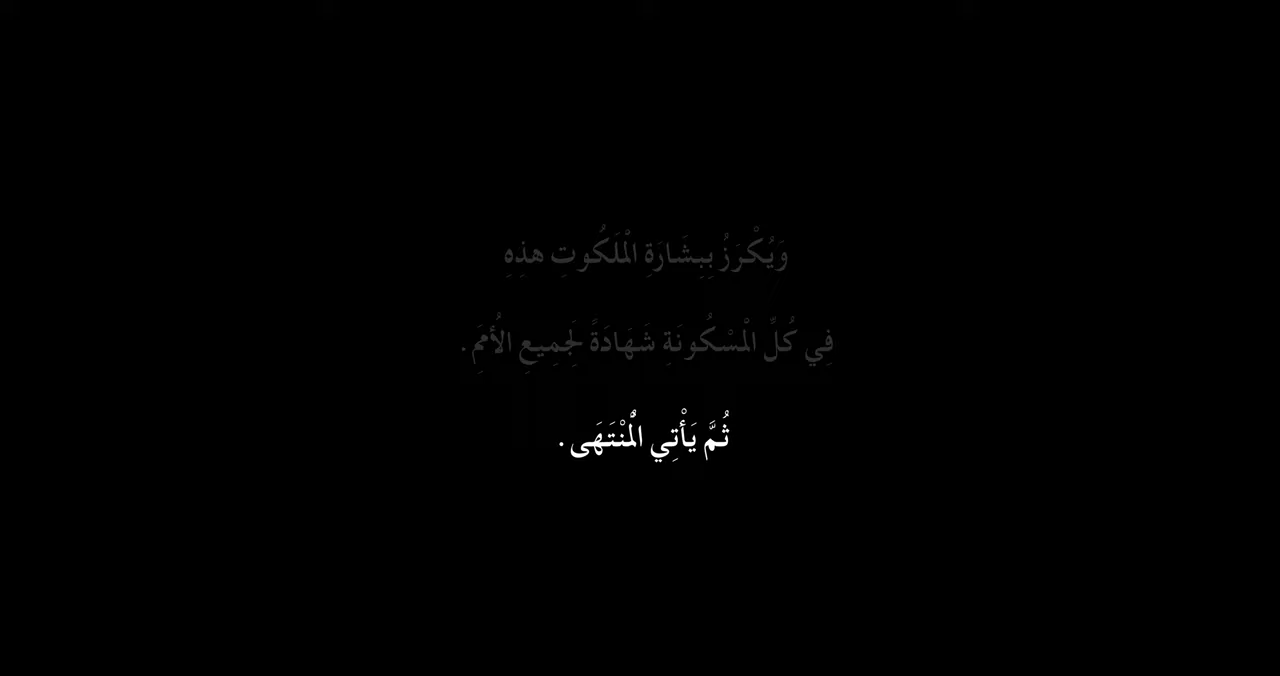 وَيُكْرَزُ بِبِشَارَةِ الْمَلَكُوتِ هذِهِ
فِي كُلِّ الْمَسْكُونَةِ شَهَادَةً لِجَمِيعِ الأُمَمِ.
ثُمَّ يَأْتِي الْمُنْتَهَى.